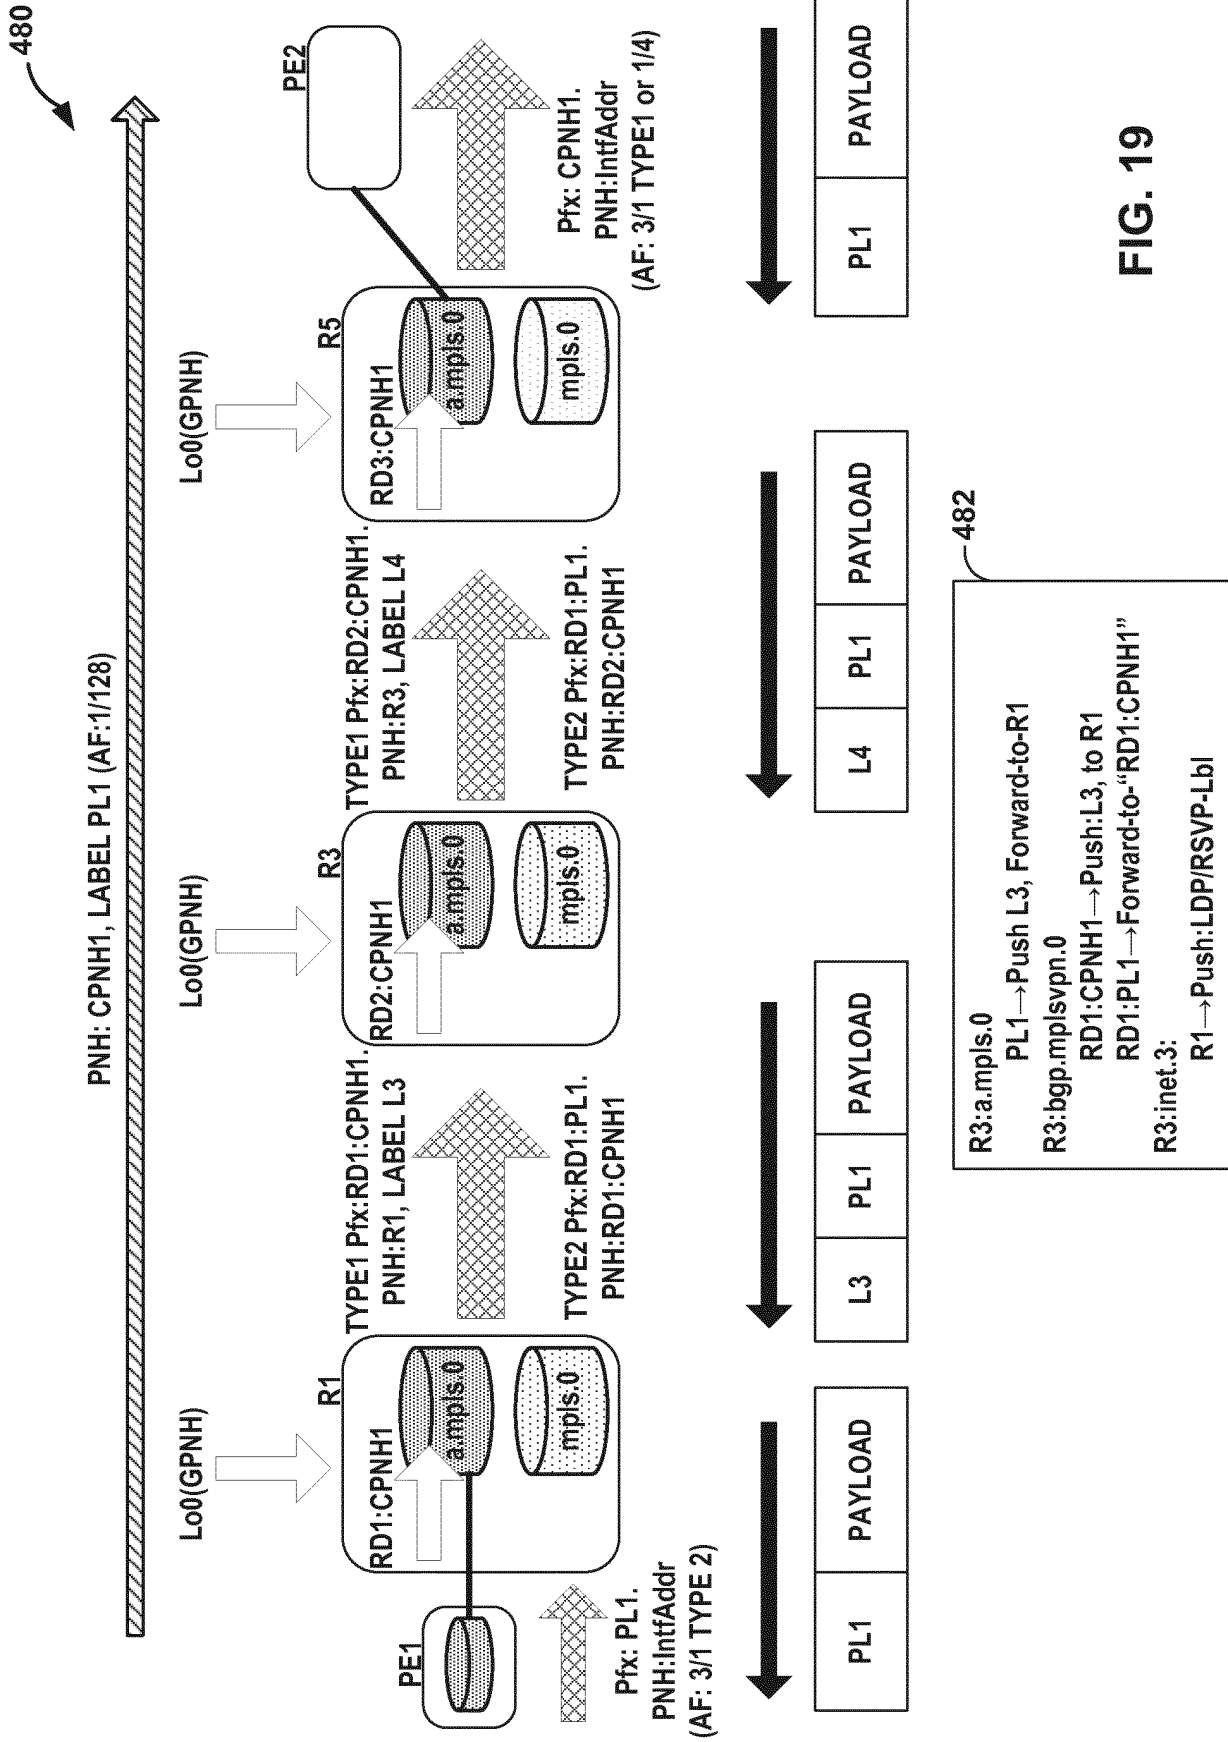 480
PNH: CPNH1, LABEL PL1 (AF:1/128)
Lo0(GPNH)
Lo0(GPNH)
Lo0(GPNH)
PE1
R1
RD1:CPNH1
a.mpls.0
mpls.0
TYPE1 Pfx:RD1:CPNH1.
PNH:R1, LABEL L3
TYPE2 Pfx:RD1:PL1.
PNH:RD1:CPNH1
R3
RD2:CPNH1
a.mpls.0
mpls.0
TYPE1 Pfx:RD2:CPNH1.
PNH:R3, LABEL L4
TYPE2 Pfx:RD1:PL1.
PNH:RD2:CPNH1
R5
RD3:CPNH1
a.mpls.0
mpls.0
PE2
Pfx: PL1.
PNH:IntfAddr
(AF: 3/1 TYPE 2)
Pfx: CPNH1.
PNH:IntfAddr
(AF: 3/1 TYPE1 or 1/4)
PL1 PAYLOAD
L3 PL1 PAYLOAD
L4 PL1 PAYLOAD
PL1 PAYLOAD
482
R3:a.mpls.0
PL1→Push L3, Forward-to-R1
R3:bgp.mplsvpn.0
RD1:CPNH1→Push:L3, to R1
RD1:PL1→Forward-to-“RD1:CPNH1”
R3:inet.3:
R1→Push:LDP/RSVP-Lbl
FIG. 19